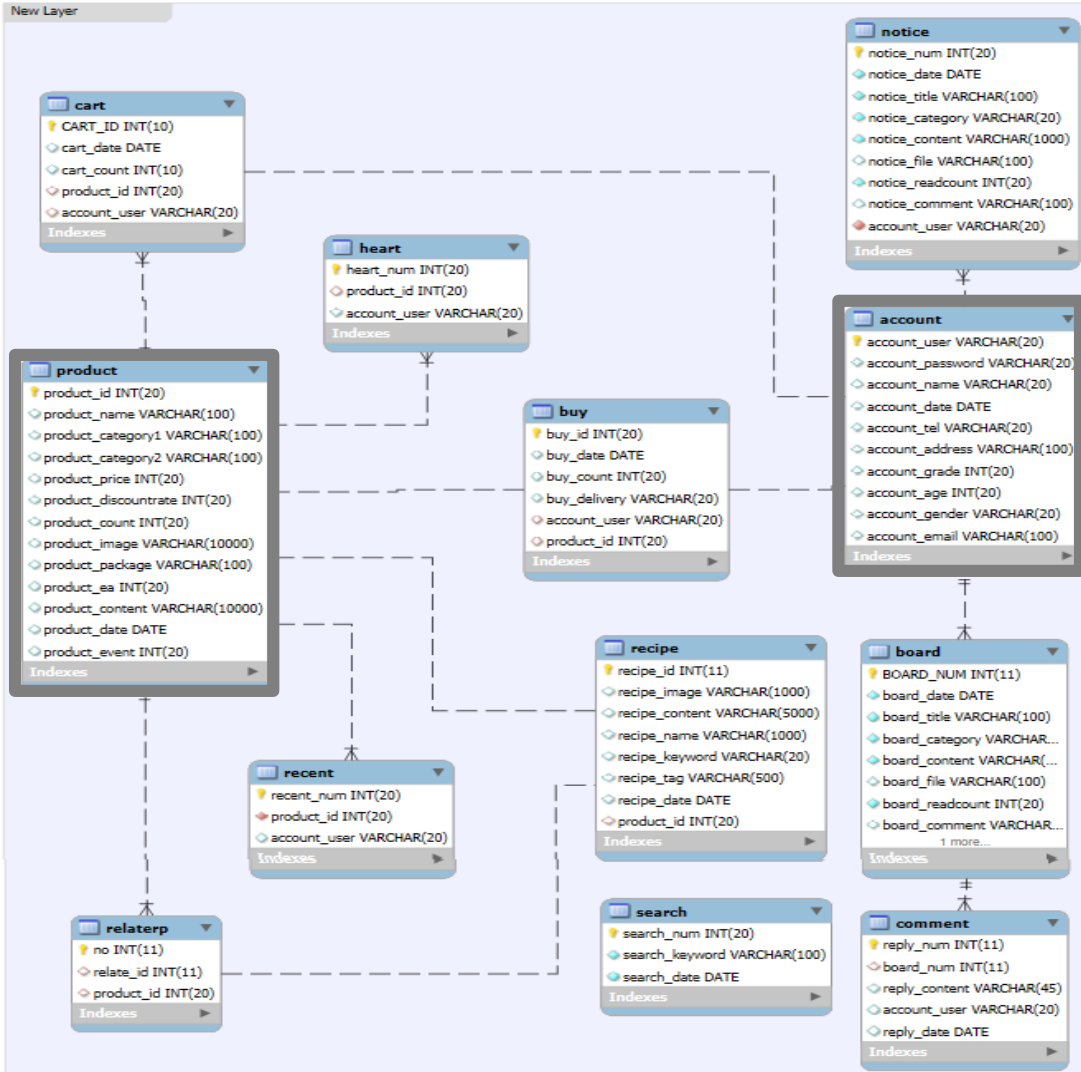 New Layer
notice
notice_num INT(20)
notice_date DATE
notice_title VARCHAR(100)
notice_category VARCHAR(20)
notice_content VARCHAR(1000)
notice_file VARCHAR(100)
notice_readcount INT(20)
notice_comment VARCHAR(100)
account_user VARCHAR(20)
Indexes
cart
CART_ID INT(10)
cart_date DATE
cart_count INT(10)
product_id INT(20)
account_user VARCHAR(20)
Indexes
heart
heart_num INT(20)
product_id INT(20)
account_user VARCHAR(20)
Indexes
account
account_user VARCHAR(20)
account_password VARCHAR(20)
account_name VARCHAR(20)
account_date DATE
account_tel VARCHAR(20)
account_address VARCHAR(100)
account_grade INT(20)
account_age INT(20)
account_gender VARCHAR(20)
account_email VARCHAR(100)
Indexes
product
product_id INT(20)
product_name VARCHAR(100)
product_category1 VARCHAR(100)
product_category2 VARCHAR(100)
product_price INT(20)
product_discountrate INT(20)
product_count INT(20)
product_image VARCHAR(10000)
product_package VARCHAR(100)
product_ea INT(20)
product_content VARCHAR(10000)
product_date DATE
product_event INT(20)
Indexes
buy
buy_id INT(20)
buy_date DATE
buy_count INT(20)
buy_delivery VARCHAR(20)
account_user VARCHAR(20)
product_id INT(20)
Indexes
recipe
recipe_id INT(11)
recipe_image VARCHAR(1000)
recipe_content VARCHAR(5000)
recipe_name VARCHAR(1000)
recipe_keyword VARCHAR(20)
recipe_tag VARCHAR(500)
recipe_date DATE
product_id INT(20)
Indexes
board
BOARD_NUM INT(11)
board_date DATE
board_title VARCHAR(100)
board_category VARCHAR...
board_content VARCHAR(...
board_file VARCHAR(100)
board_readcount INT(20)
board_comment VARCHAR...
1 more...
Indexes
recent
recent_num INT(20)
product_id INT(20)
account_user VARCHAR(20)
Indexes
relaterp
no INT(11)
relate_id INT(11)
product_id INT(20)
Indexes
search
search_num INT(20)
search_keyword VARCHAR(100)
search_date DATE
Indexes
comment
reply_num INT(11)
board_num INT(11)
reply_content VARCHAR(45)
account_user VARCHAR(20)
reply_date DATE
Indexes